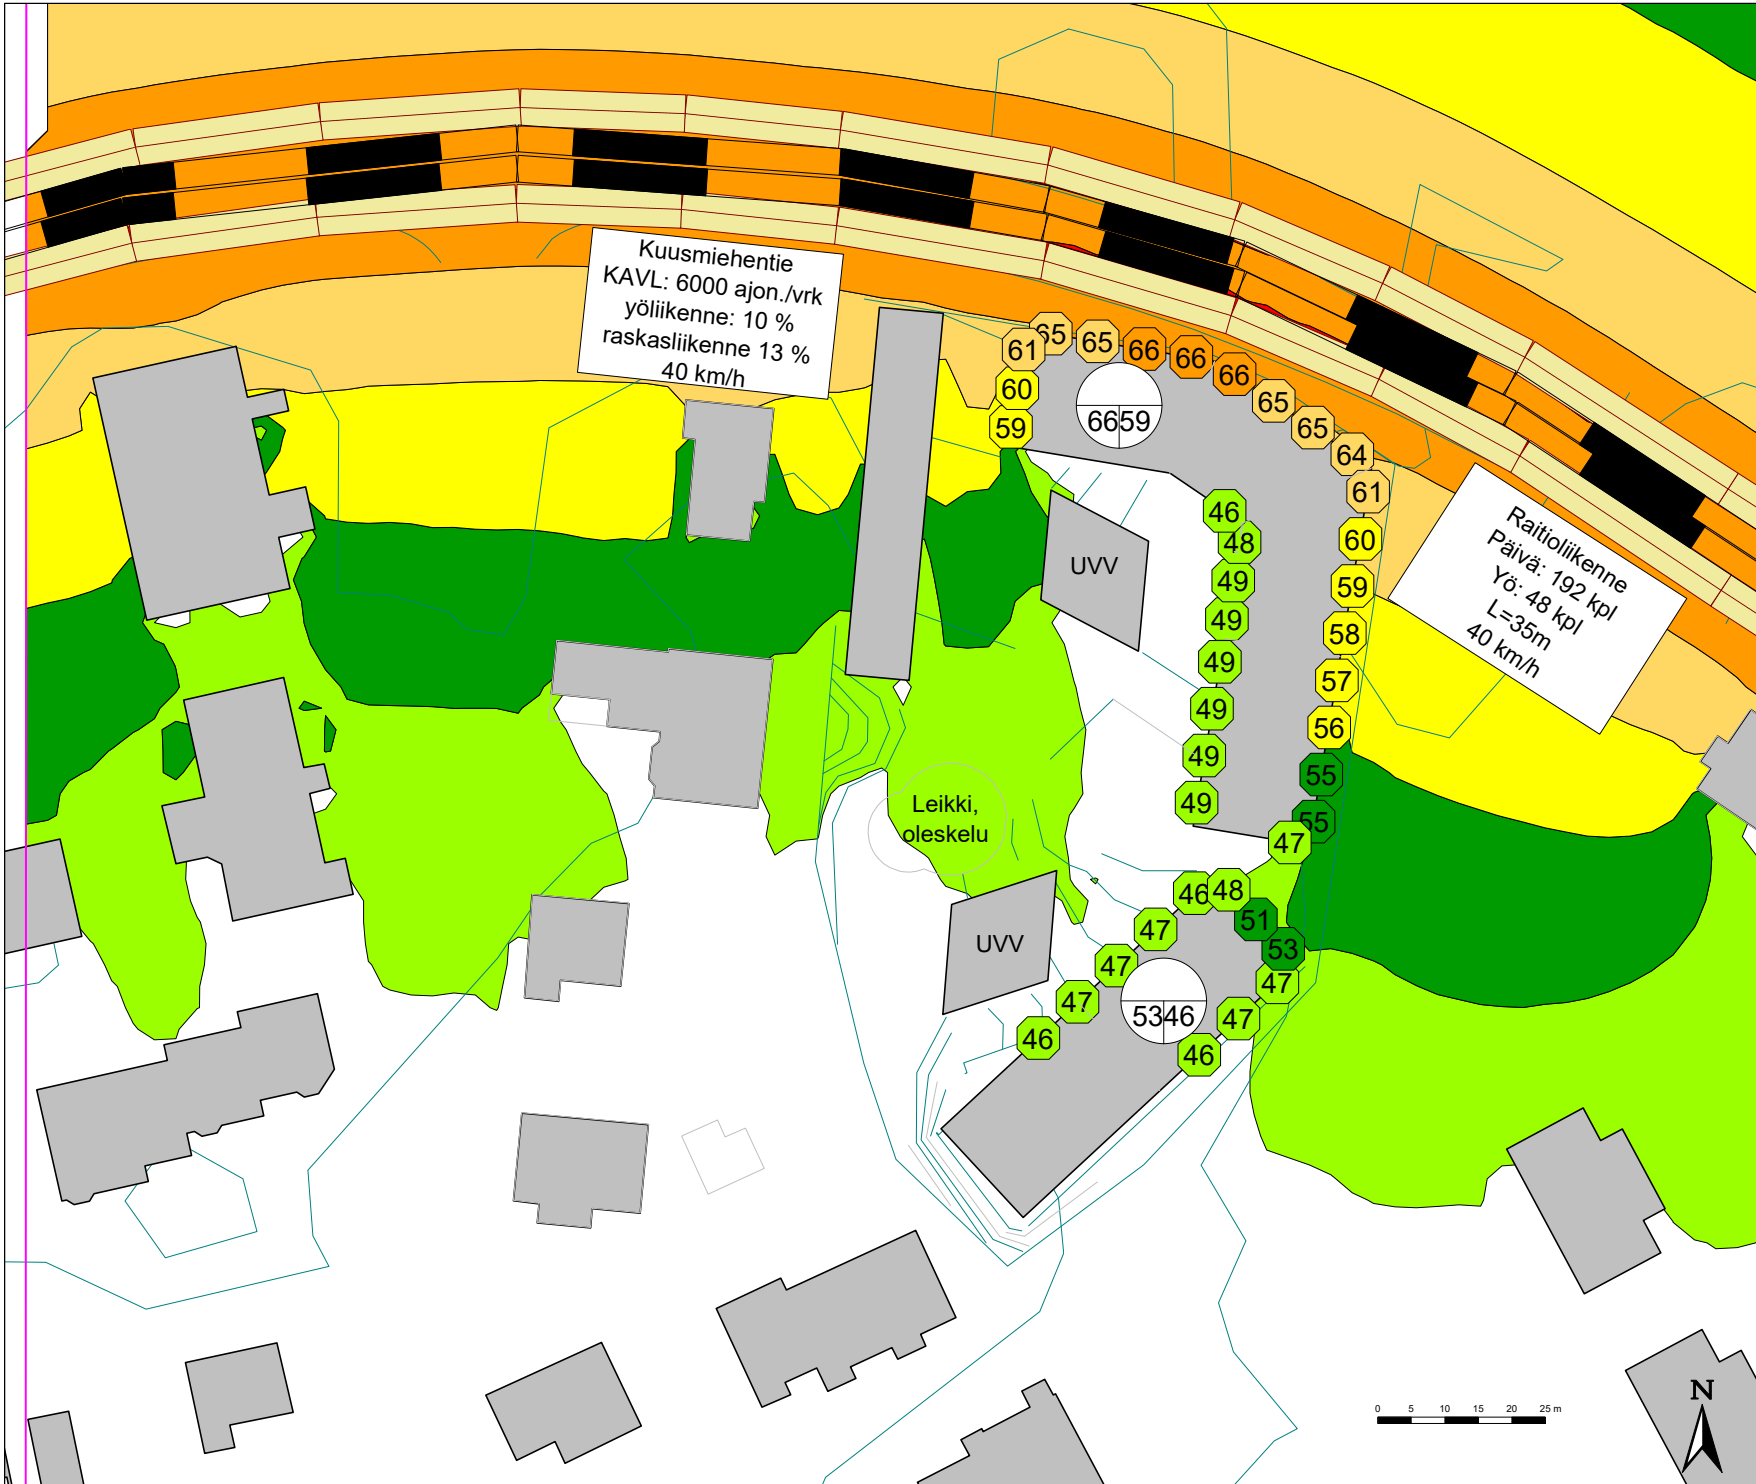 Kuusmiehentie
KAVL: 6000 ajon./vrk
yöliikenne: 10 %
raskasliikenne 13 %
40 km/h
61
65
65
66
66
66
65
65
64
61
60
59
66 59
60
59
58
57
56
55
55
47
46
48
49
49
49
49
49
49
UVV
Raitioliikenne
Päivä: 192 kpl
Yö: 48 kpl
L=35m
40 km/h
Leikki,
oleskelu
UVV
46
48
51
53
47
47
46
47
47
47
46
53 46
0 5 10 15 20 25 m
N